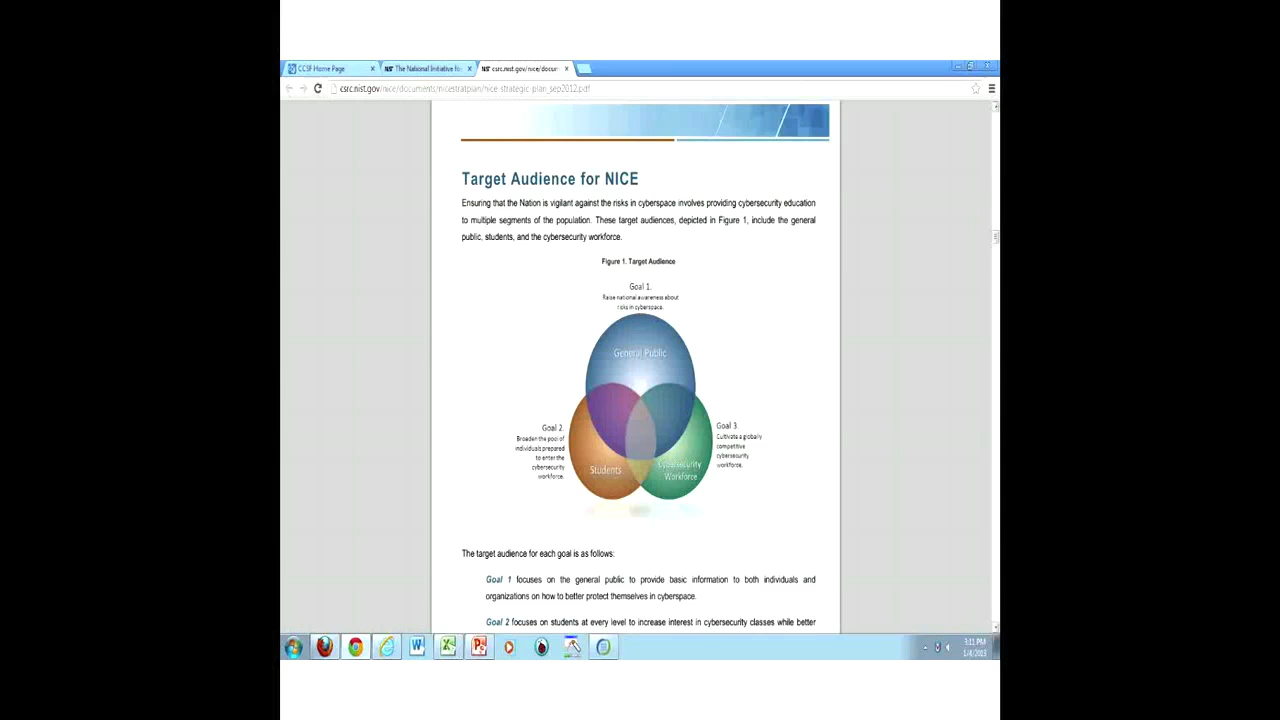 CCSF Home Page
NIST The National Initiative for
NIST csrc.nist.gov/nice/docum
csrc.nist.gov/nice/documents/nicestratplan/nice-strategic-plan_sep2012.pdf
Target Audience for NICE
Ensuring that the Nation is vigilant against the risks in cyberspace involves providing cybersecurity education
to multiple segments of the population. These target audiences, depicted in Figure 1, include the general
public, students, and the cybersecurity workforce.
Figure 1. Target Audience
Goal 1.
Raise national awareness about
risks in cyberspace.
General Public
Goal 2.
Broaden the pool of
individuals prepared
to enter the
cybersecurity
workforce.
Students
Cybersecurity
Workforce
Goal 3.
Cultivate a globally
competitive
cybersecurity
workforce.
The target audience for each goal is as follows:
Goal 1 focuses on the general public to provide basic information to both individuals and
organizations on how to better protect themselves in cyberspace.
Goal 2 focuses on students at every level to increase interest in cybersecurity classes while better
3:11 PM